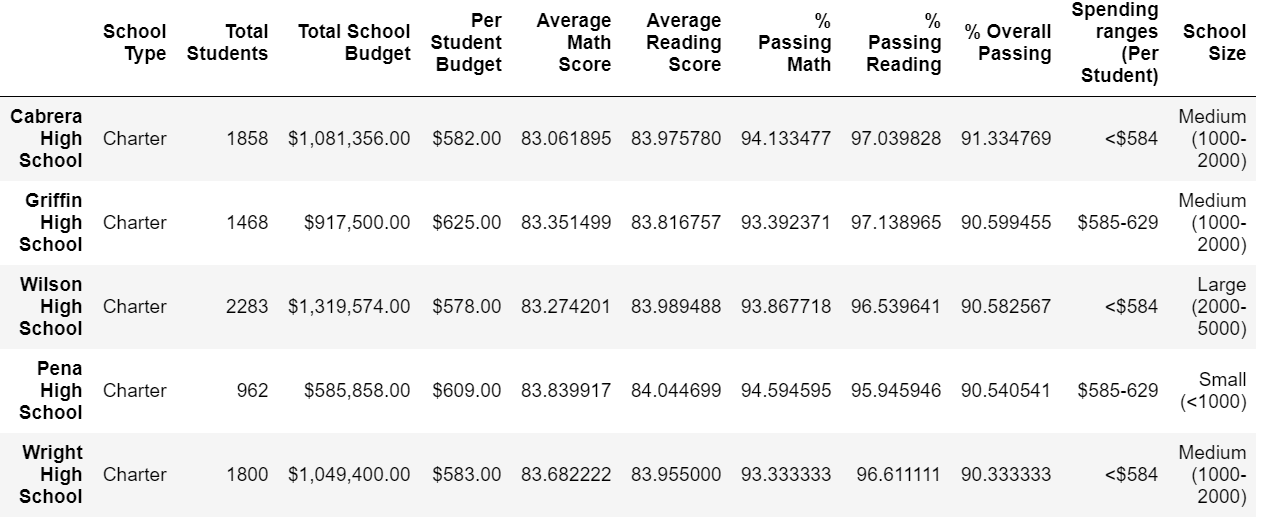 School Type | Total Students | Total School Budget | Per Student Budget | Average Math Score | Average Reading Score | % Passing Math | % Passing Reading | % Overall Passing | Spending ranges (Per Student) | School Size
Cabrera High School | Charter | 1858 | $1,081,356.00 | $582.00 | 83.061895 | 83.975780 | 94.133477 | 97.039828 | 91.334769 | <$584 | Medium (1000-2000)
Griffin High School | Charter | 1468 | $917,500.00 | $625.00 | 83.351499 | 83.816757 | 93.392371 | 97.138965 | 90.599455 | $585-629 | Medium (1000-2000)
Wilson High School | Charter | 2283 | $1,319,574.00 | $578.00 | 83.274201 | 83.989488 | 93.867718 | 96.539641 | 90.582567 | <$584 | Large (2000-5000)
Pena High School | Charter | 962 | $585,858.00 | $609.00 | 83.839917 | 84.044699 | 94.594595 | 95.945946 | 90.540541 | $585-629 | Small (<1000)
Wright High School | Charter | 1800 | $1,049,400.00 | $583.00 | 83.682222 | 83.955000 | 93.333333 | 96.611111 | 90.333333 | <$584 | Medium (1000-2000)